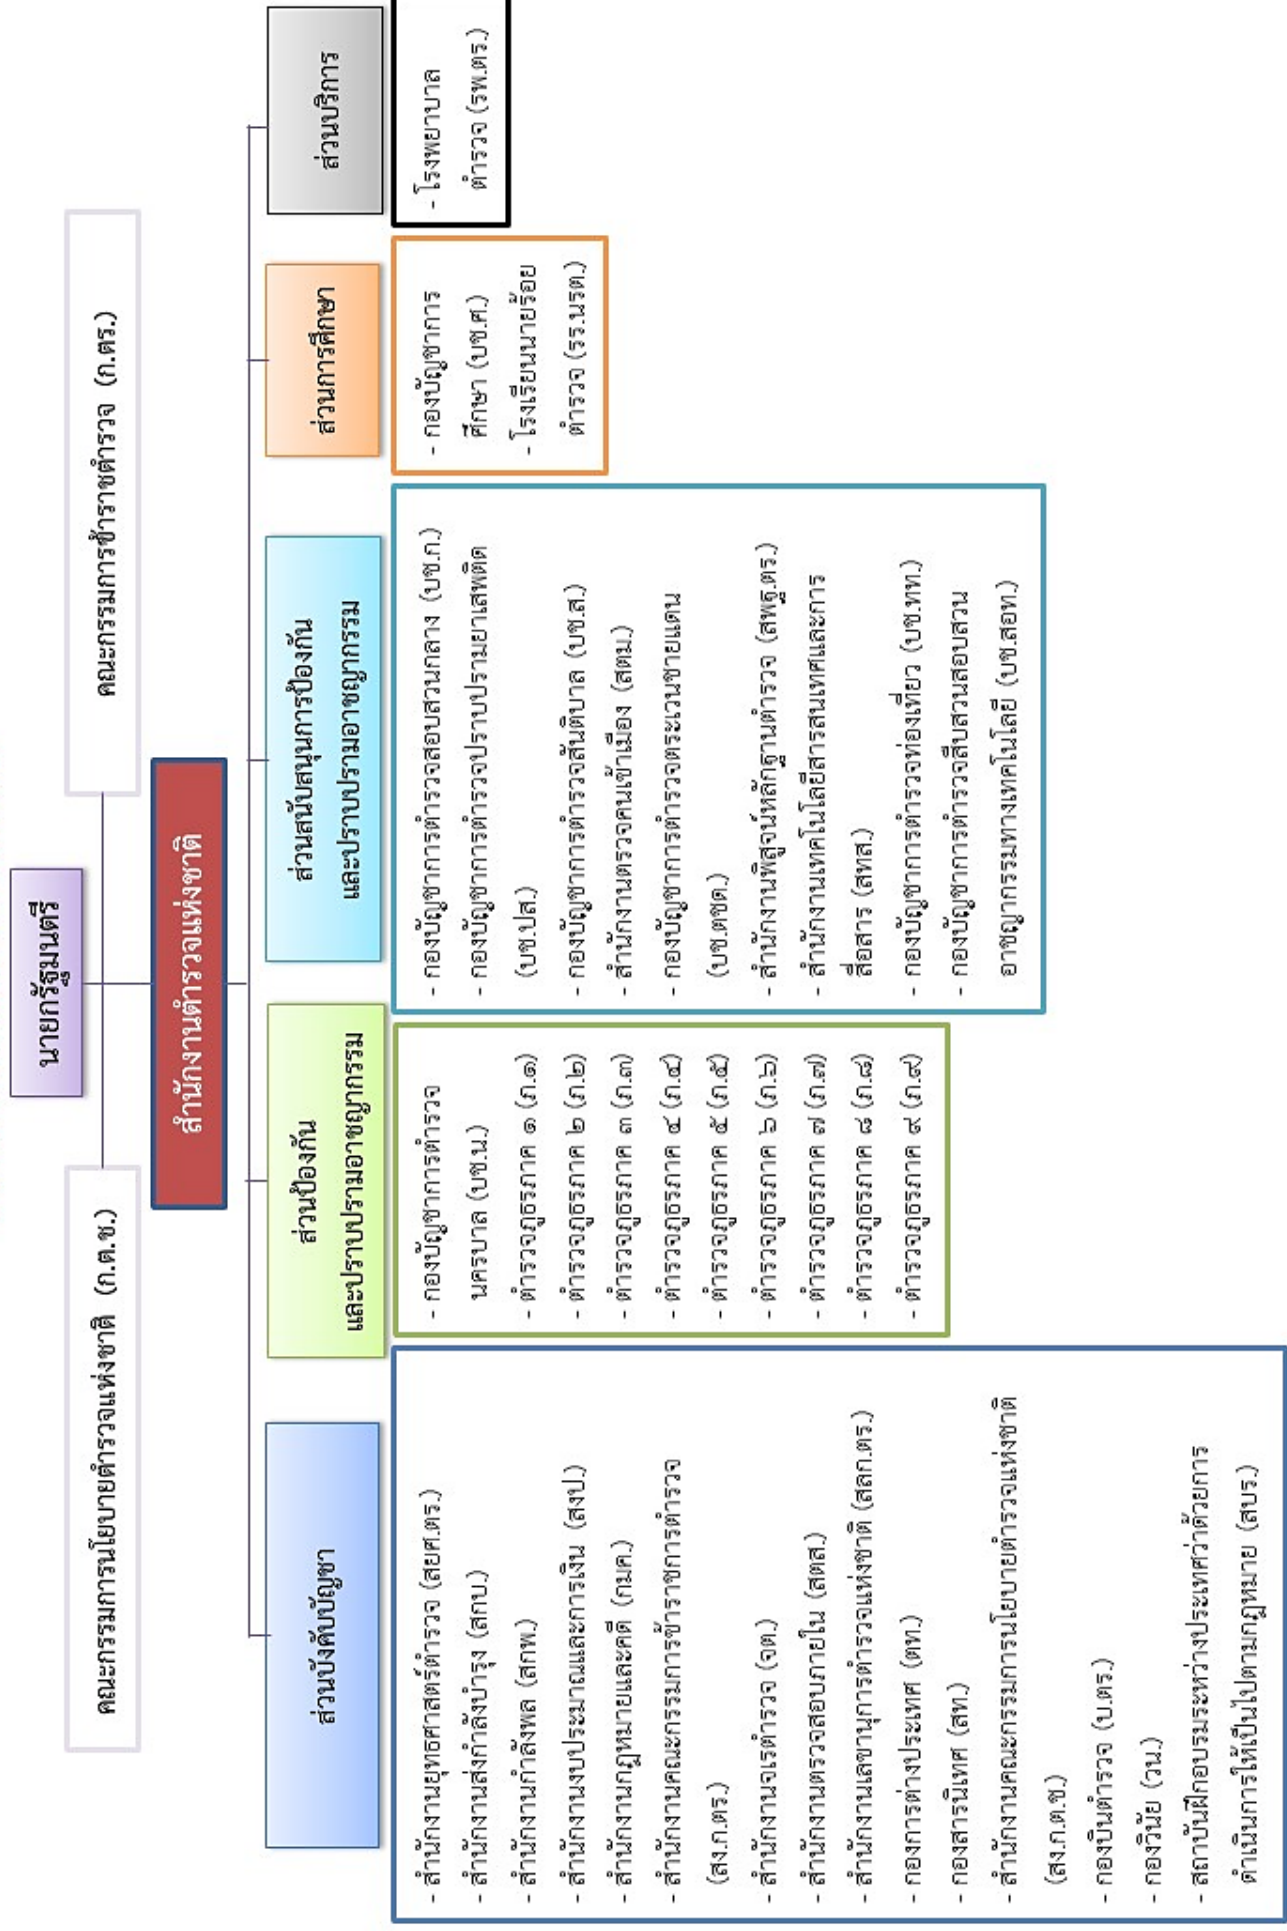 นายกรัฐมนตรี
คณะกรรมการนโยบายตำรวจแห่งชาติ (ก.ต.ช.)
คณะกรรมการข้าราชตำรวจ (ก.ตร.)
สำนักงานตำรวจแห่งชาติ
ส่วนบังคับบัญชา
- สำนักงานยุทธศาสตร์ตำรวจ (สยศ.ตร.)
- สำนักงานส่งกำลังบำรุง (สกบ.)
- สำนักงานกำลังพล (สกพ.)
- สำนักงานงบประมาณและการเงิน (สงป.)
- สำนักงานกฎหมายและคดี (กมค.)
- สำนักงานคณะกรรมการข้าราชการตำรวจ
(สง.ก.ตร.)
- สำนักงานจเรตำรวจ (จต.)
- สำนักงานตรวจสอบภายใน (สตส.)
- สำนักงานเลขานุการตำรวจแห่งชาติ (สลก.ตร.)
- กองการต่างประเทศ (ตท.)
- กองสารนิเทศ (สท.)
- สำนักงานคณะกรรมการนโยบายตำรวจแห่งชาติ
(สง.ก.ต.ช.)
- กองบินตำรวจ (บ.ตร.)
- กองวินัย (วน.)
- สถาบันฝึกอบรมระหว่างประเทศว่าด้วยการ
ดำเนินการให้เป็นไปตามกฎหมาย (สบร.)
ส่วนป้องกัน
และปราบปรามอาชญากรรม
- กองบัญชาการตำรวจ
นครบาล (บช.น.)
- ตำรวจภูธรภาค ๑ (ภ.๑)
- ตำรวจภูธรภาค ๒ (ภ.๒)
- ตำรวจภูธรภาค ๓ (ภ.๓)
- ตำรวจภูธรภาค ๔ (ภ.๔)
- ตำรวจภูธรภาค ๕ (ภ.๕)
- ตำรวจภูธรภาค ๖ (ภ.๖)
- ตำรวจภูธรภาค ๗ (ภ.๗)
- ตำรวจภูธรภาค ๘ (ภ.๘)
- ตำรวจภูธรภาค ๙ (ภ.๙)
ส่วนสนับสนุนการป้องกัน
และปราบปรามอาชญากรรม
- กองบัญชาการตำรวจสอบสวนกลาง (บช.ก.)
- กองบัญชาการตำรวจปราบปรามยาเสพติด
(บช.ปส.)
- กองบัญชาการตำรวจสันติบาล (บช.ส.)
- สำนักงานตรวจคนเข้าเมือง (สตม.)
- กองบัญชาการตำรวจตระเวนชายแดน
(บช.ตชด.)
- สำนักงานพิสูจน์หลักฐานตำรวจ (สพฐ.ตร.)
- สำนักงานเทคโนโลยีสารสนเทศและการ
สื่อสาร (สทส.)
- กองบัญชาการตำรวจท่องเที่ยว (บช.ทท.)
- กองบัญชาการตำรวจสืบสวนสอบสวน
อาชญากรรมทางเทคโนโลยี (บช.สอท.)
ส่วนการศึกษา
- กองบัญชาการ
ศึกษา (บช.ศ.)
- โรงเรียนนายร้อย
ตำรวจ (รร.นรต.)
ส่วนบริการ
- โรงพยาบาล
ตำรวจ (รพ.ตร.)